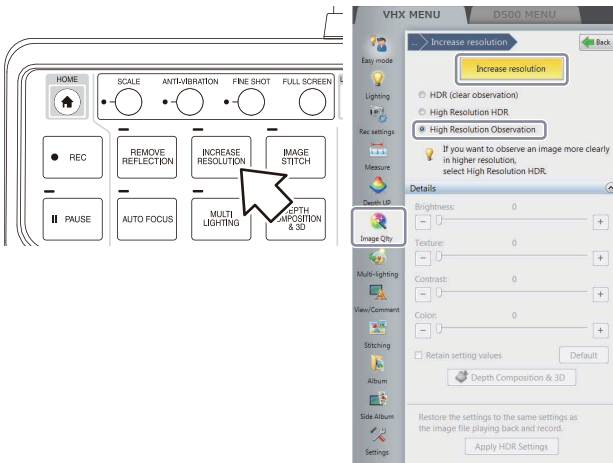 HOME
SCALE
ANTI-VIBRATION
FINE SHOT
FULL SCREEN
REC
REMOVE
REFLECTION
INCREASE
RESOLUTION
IMAGE
STITCH
PAUSE
AUTO FOCUS
MULTI
LIGHTING
& 3D
VHX MENU
D500 MENU
... > Increase resolution
Back
Easy mode
Lighting
Rec settings
Measure
Depth UP
Image Qlty
Multi-lighting
View/Comment
Stitching
Album
Side Album
Settings
Increase resolution
HDR (clear observation)
High Resolution HDR
High Resolution Observation
If you want to observe an image more clearly
in higher resolution,
select High Resolution HDR.
Details
Brightness: 0
- +
Texture: 0
- +
Contrast: 0
- +
Color: 0
- +
Retain setting values
Default
Depth Composition & 3D
Restore the settings to the same settings as
the image file playing back and record.
Apply HDR Settings